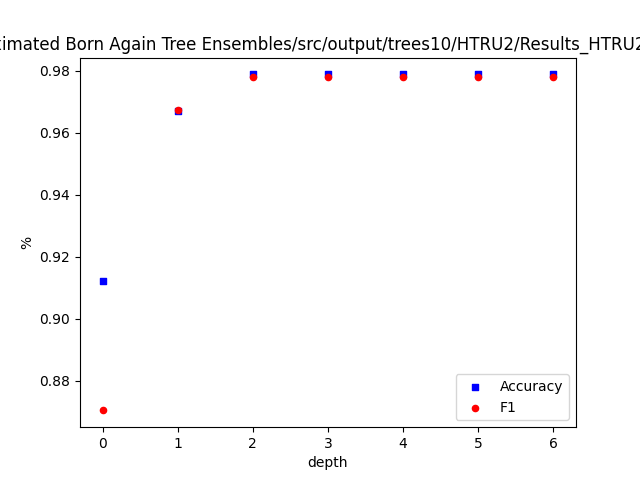 Tree Ensembles/src/output/trees10/HTRU2/Results_HTRU2
Born Again
0.98
0.96
0.94
0.92
0.90
0.88
%
0 1 2 3 4 5 6
depth
Accuracy
F1